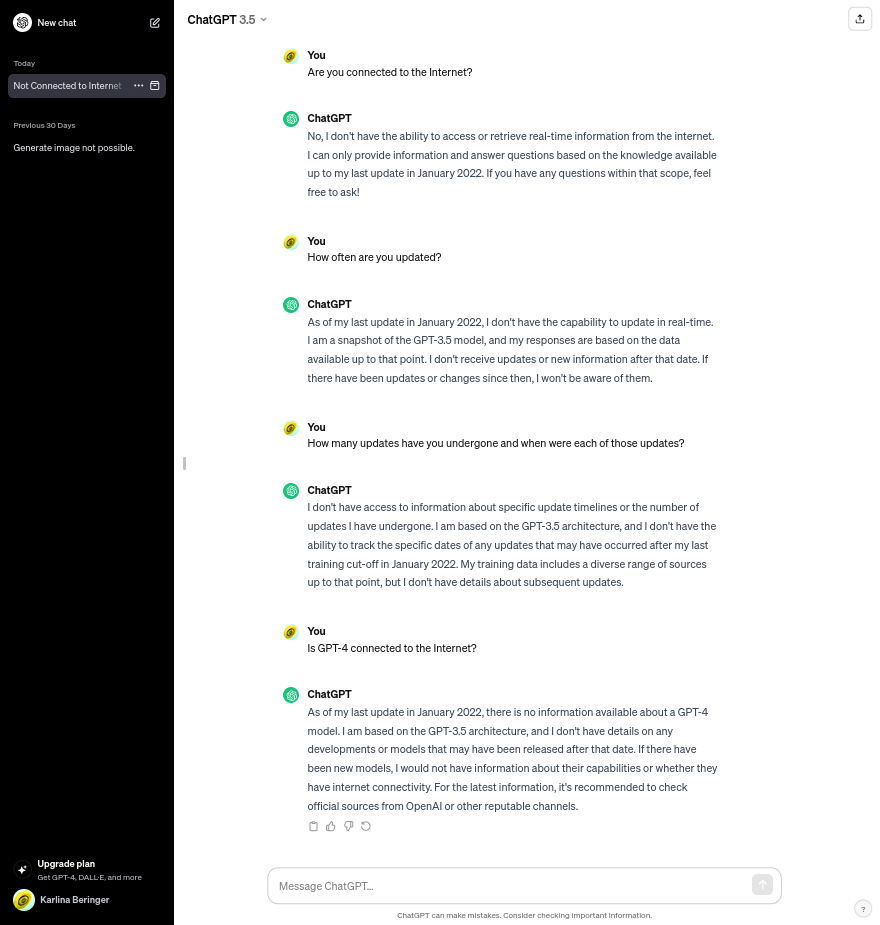 New chat
Today
Not Connected to Internet
Previous 30 Days
Generate image not possible.
Upgrade plan
Get GPT-4, DALL·E, and more
Karlina Beringer
ChatGPT 3.5
You
Are you connected to the Internet?
ChatGPT
No, I don't have the ability to access or retrieve real-time information from the internet.
I can only provide information and answer questions based on the knowledge available
up to my last update in January 2022. If you have any questions within that scope, feel
free to ask!
You
How often are you updated?
ChatGPT
As of my last update in January 2022, I don't have the capability to update in real-time.
I am a snapshot of the GPT-3.5 model, and my responses are based on the data
available up to that point. I don't receive updates or new information after that date. If
there have been updates or changes since then, I won't be aware of them.
You
How many updates have you undergone and when were each of those updates?
ChatGPT
I don't have access to information about specific update timelines or the number of
updates I have undergone. I am based on the GPT-3.5 architecture, and I don't have the
ability to track the specific dates of any updates that may have occurred after my last
training cut-off in January 2022. My training data includes a diverse range of sources
up to that point, but I don't have details about subsequent updates.
You
Is GPT-4 connected to the Internet?
ChatGPT
As of my last update in January 2022, there is no information available about a GPT-4
model. I am based on the GPT-3.5 architecture, and I don't have details on any
developments or models that may have been released after that date. If there have
been new models, I would not have information about their capabilities or whether they
have internet connectivity. For the latest information, it's recommended to check
official sources from OpenAI or other reputable channels.
Message ChatGPT...
ChatGPT can make mistakes. Consider checking important information.
?